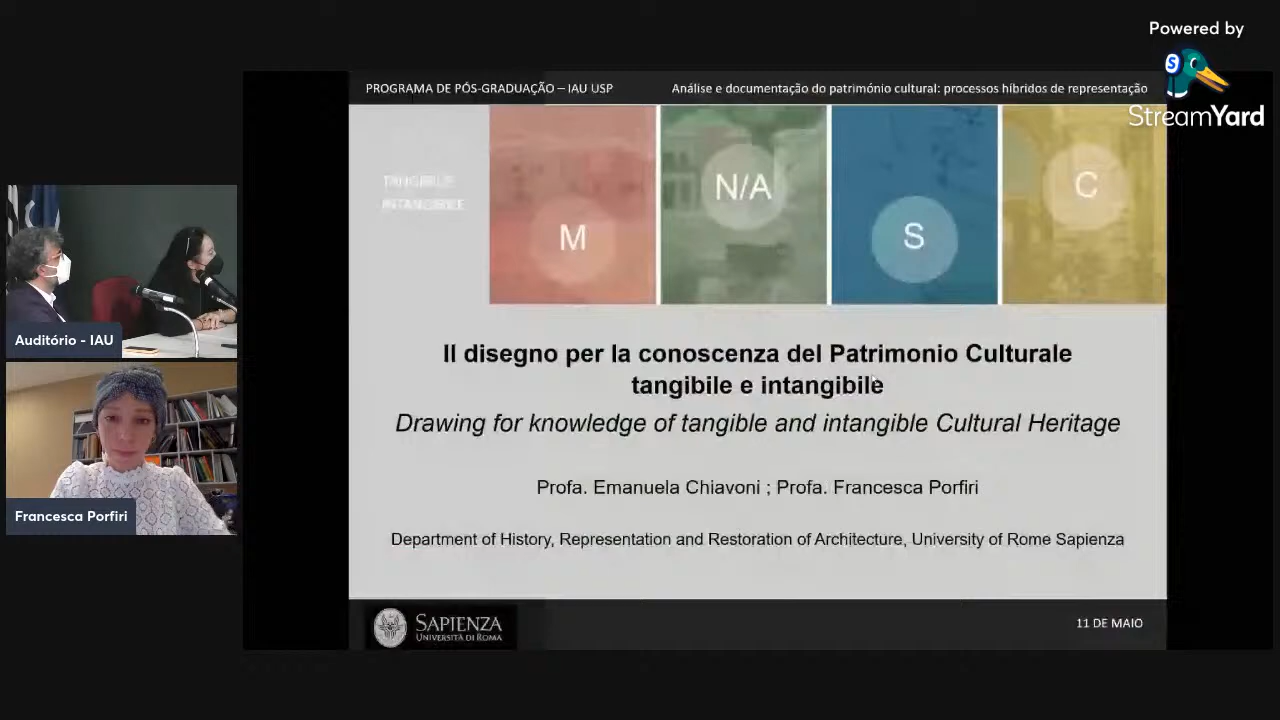 Powered by
StreamYard
PROGRAMA DE PÓS-GRADUAÇÃO – IAU USP
Análise e documentação do património cultural: processos híbridos de representação
TANGIBILE
INTANGIBILE
M
N/A
S
C
Il disegno per la conoscenza del Patrimonio Culturale
tangibile e intangibile
Drawing for knowledge of tangible and intangible Cultural Heritage
Profa. Emanuela Chiavoni ; Profa. Francesca Porfiri
Department of History, Representation and Restoration of Architecture, University of Rome Sapienza
SAPIENZA
UNIVERSITÀ DI ROMA
11 DE MAIO
Auditório - IAU
Francesca Porfiri